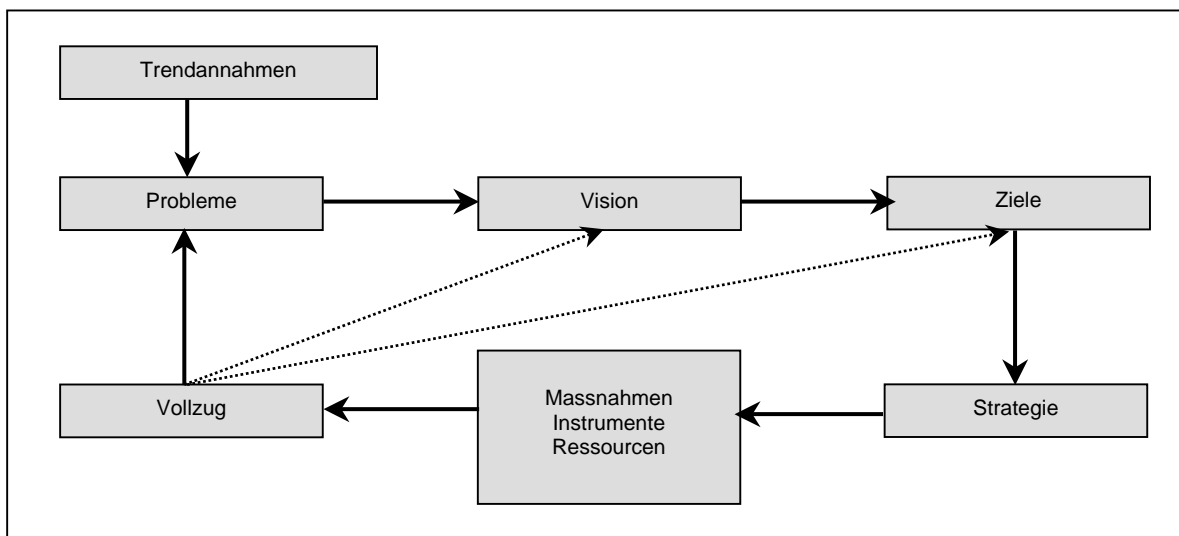 Trendannahmen
Probleme
Vision
Ziele
Vollzug
Massnahmen
Instrumente
Ressourcen
Strategie